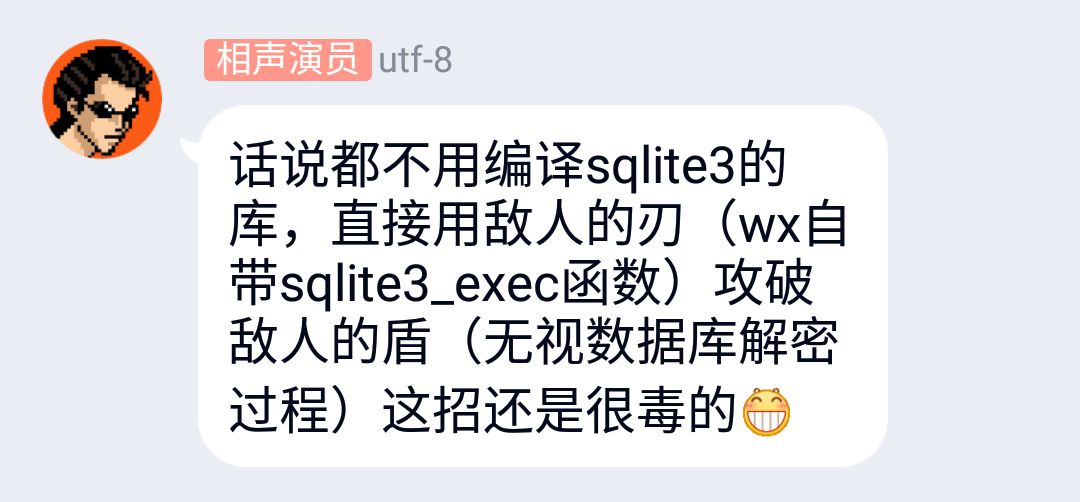 相声演员 utf-8
话说都不用编译sqlite3的
库，直接用敌人的刃（wx自
带sqlite3_exec函数）攻破
敌人的盾（无视数据库解密
过程）这招还是很毒的😁